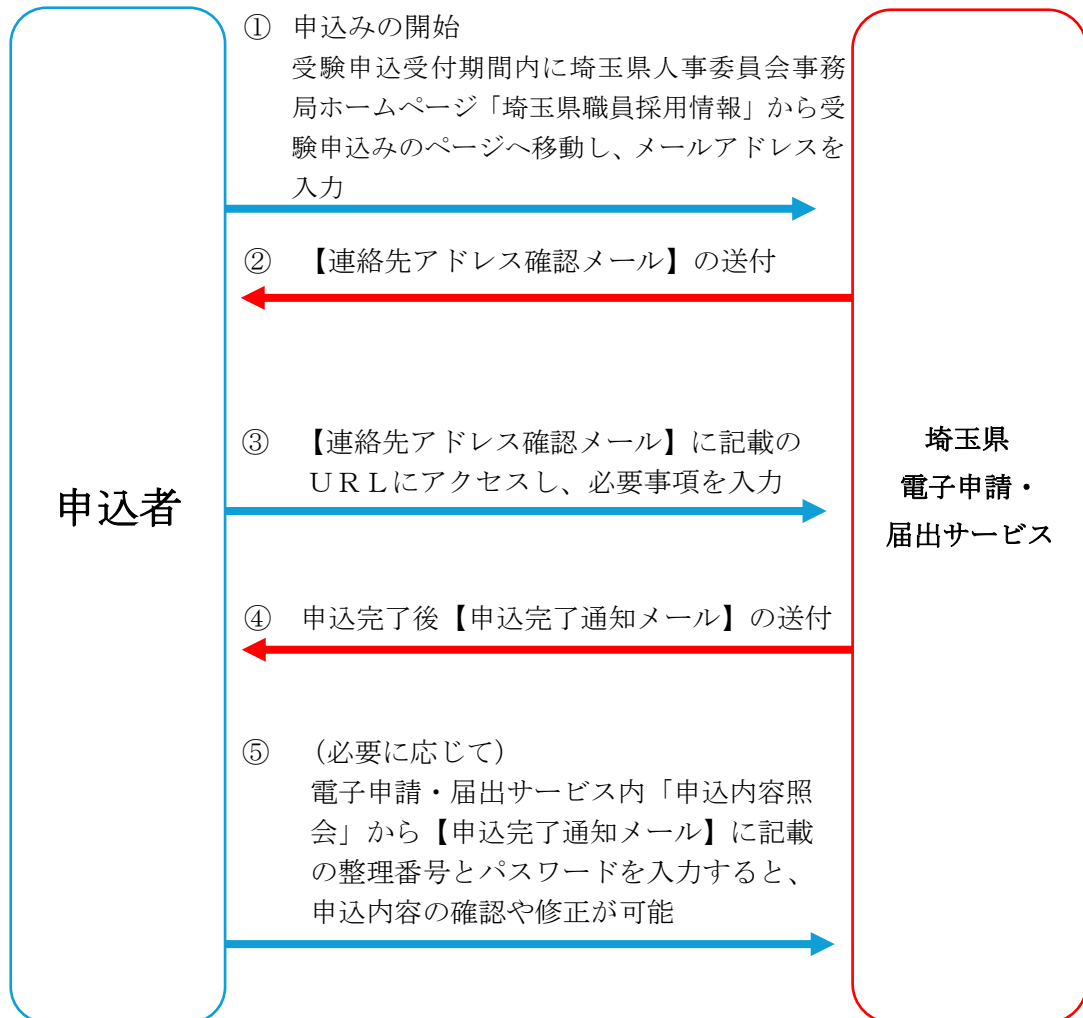 ① 申込みの開始
受験申込受付期間内に埼玉県人事委員会事務
局ホームページ「埼玉県職員採用情報」から受
験申込みのページへ移動し、メールアドレスを
入力
② 【連絡先アドレス確認メール】の送付
③ 【連絡先アドレス確認メール】に記載の
ＵＲＬにアクセスし、必要事項を入力
申込者
埼玉県
電子申請・
届出サービス
④ 申込完了後【申込完了通知メール】の送付
⑤ （必要に応じて）
電子申請・届出サービス内「申込内容照
会」から【申込完了通知メール】に記載
の整理番号とパスワードを入力すると、
申込内容の確認や修正が可能